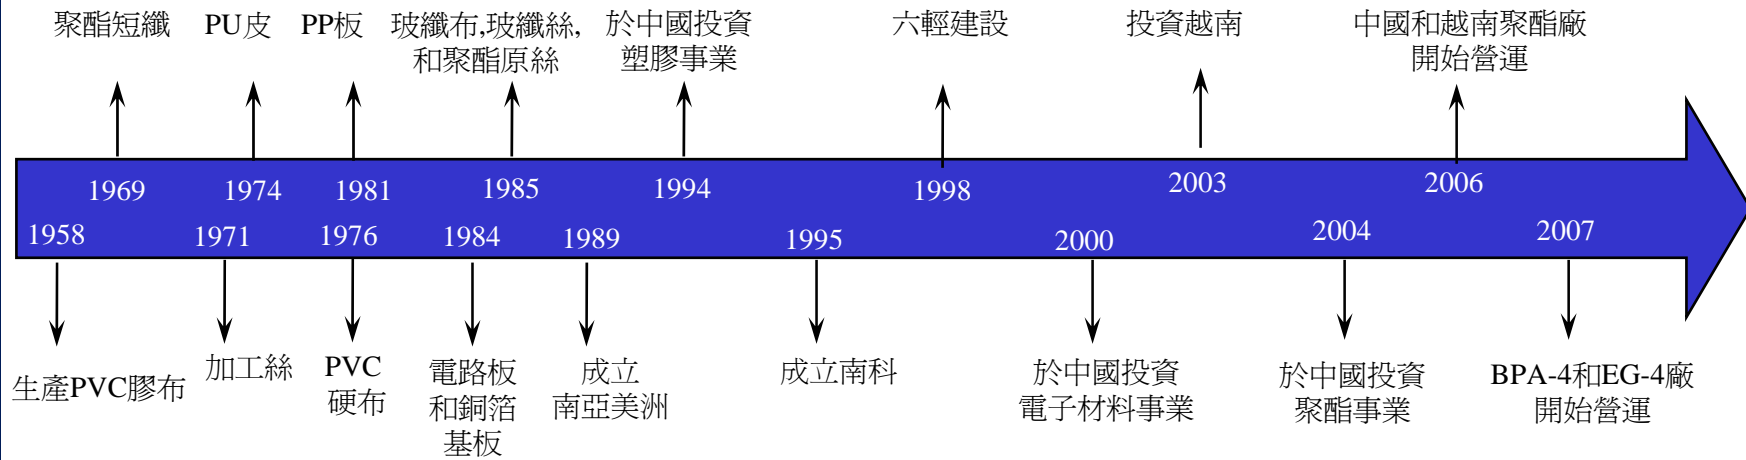 聚酯短纖
PU皮
PP板
玻纖布,玻纖絲,
和聚酯原絲
於中國投資
塑膠事業
六輕建設
投資越南
中國和越南聚酯廠
開始營運
1969
1974
1981
1985
1994
1998
2003
2006
1958
1971
1976
1984
1989
1995
2000
2004
2007
生產PVC膠布
加工絲
PVC
硬布
電路板
和銅箔
基板
成立
南亞美洲
成立南科
於中國投資
電子材料事業
於中國投資
聚酯事業
BPA-4和EG-4廠
開始營運